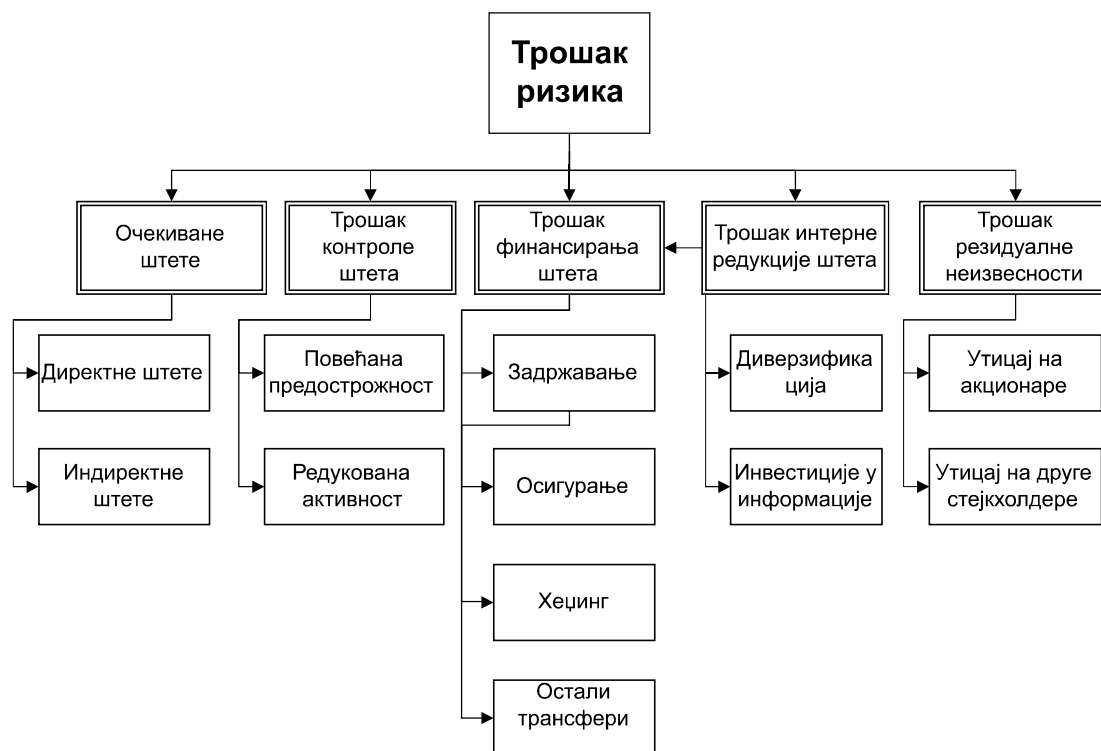 Трошак
ризика
Очекиване
штете
Трошак
контроле
штета
Трошак
финансирања
штета
Трошак интерне
редукције штета
Трошак
резидуалне
неизвесности
Директне штете
Повећана
предострожност
Задржавање
Диверзифика
ција
Утицај на
акционаре
Индиректне
штете
Редукована
активност
Осигурање
Инвестиције у
информације
Утицај на друге
стејкхолдере
Хеџинг
Остали
трансфери